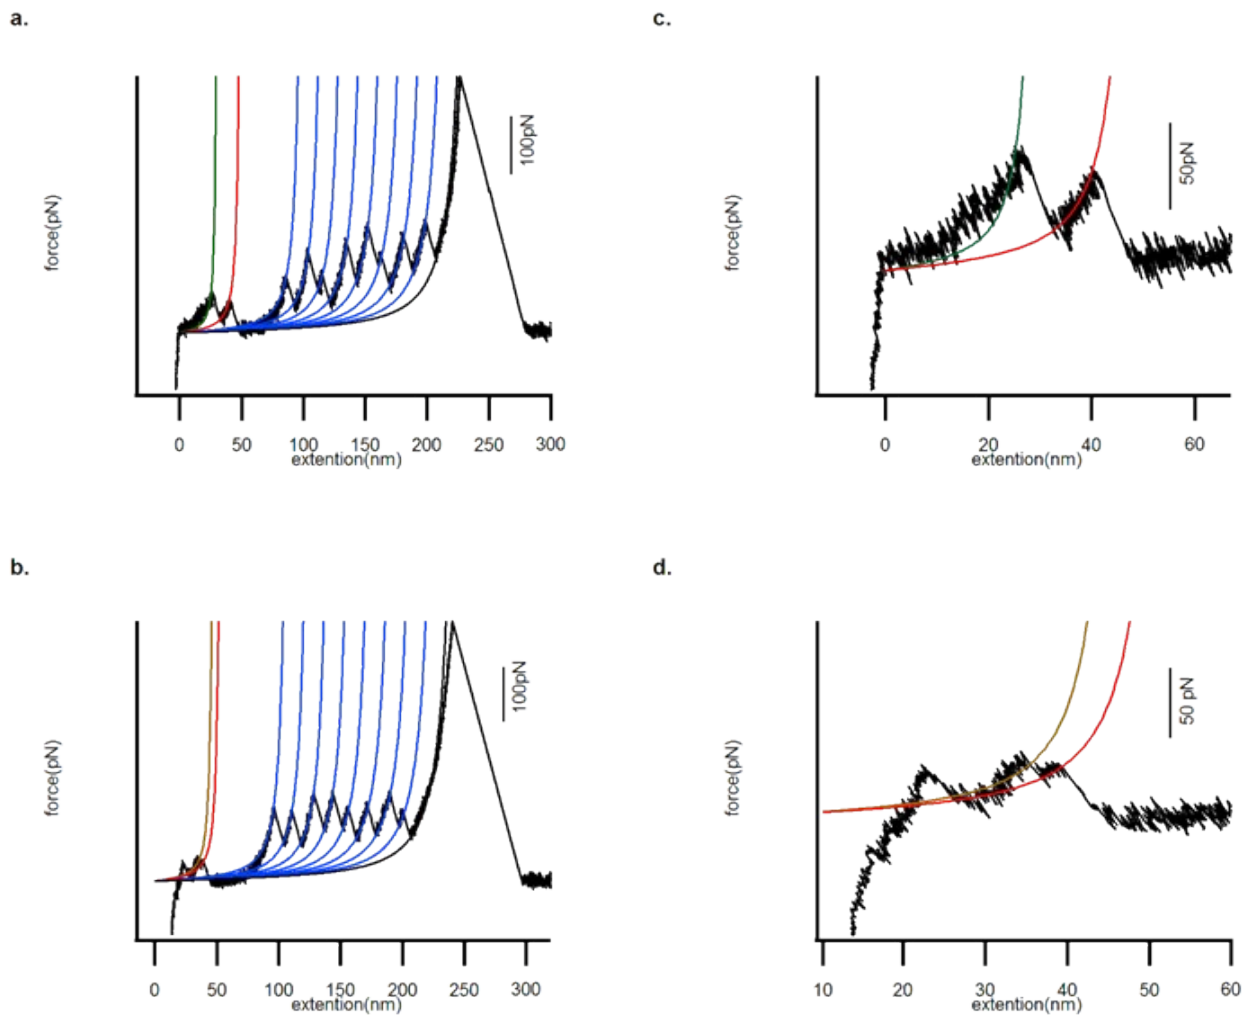 a.
force(pN)
100pN
0 50 100 150 200 250 300
extention(nm)
c.
force(pN)
50pN
0 20 40 60
extention(nm)
b.
force(pN)
100pN
0 50 100 150 200 250 300
extention(nm)
d.
force(pN)
50 pN
10 20 30 40 50 60
extention(nm)